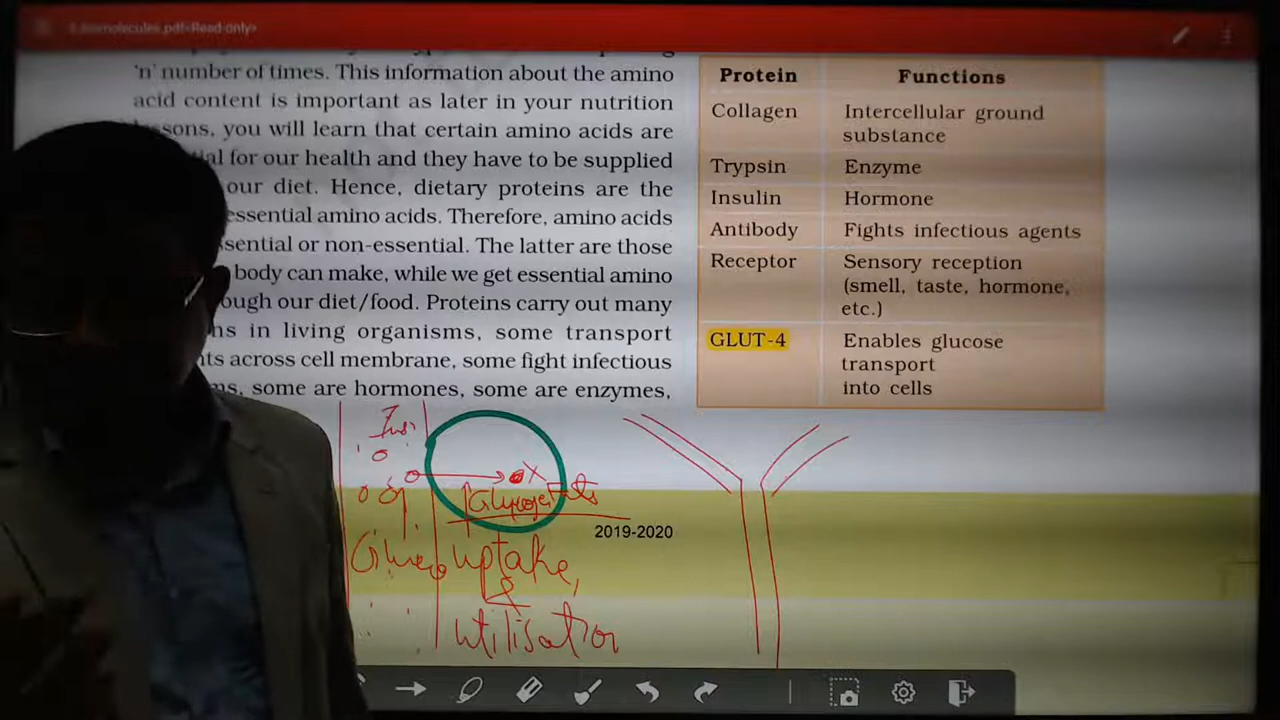 9.Biomolecules.pdf<Read-only>
'n' number of times. This information about the amino
acid content is important as later in your nutrition
you will learn that certain amino acids are
for our health and they have to be supplied
our diet. Hence, dietary proteins are the
essential amino acids. Therefore, amino acids
or non-essential. The latter are those
body can make, while we get essential amino
our diet/food. Proteins carry out many
in living organisms, some transport
across cell membrane, some fight infectious
some are hormones, some are enzymes,
Protein Functions
Collagen Intercellular ground
substance
Trypsin Enzyme
Insulin Hormone
Antibody Fights infectious agents
Receptor Sensory reception
(smell, taste, hormone,
etc.)
GLUT-4 Enables glucose
transport
into cells
2019-2020
uptake,
&
utilisation